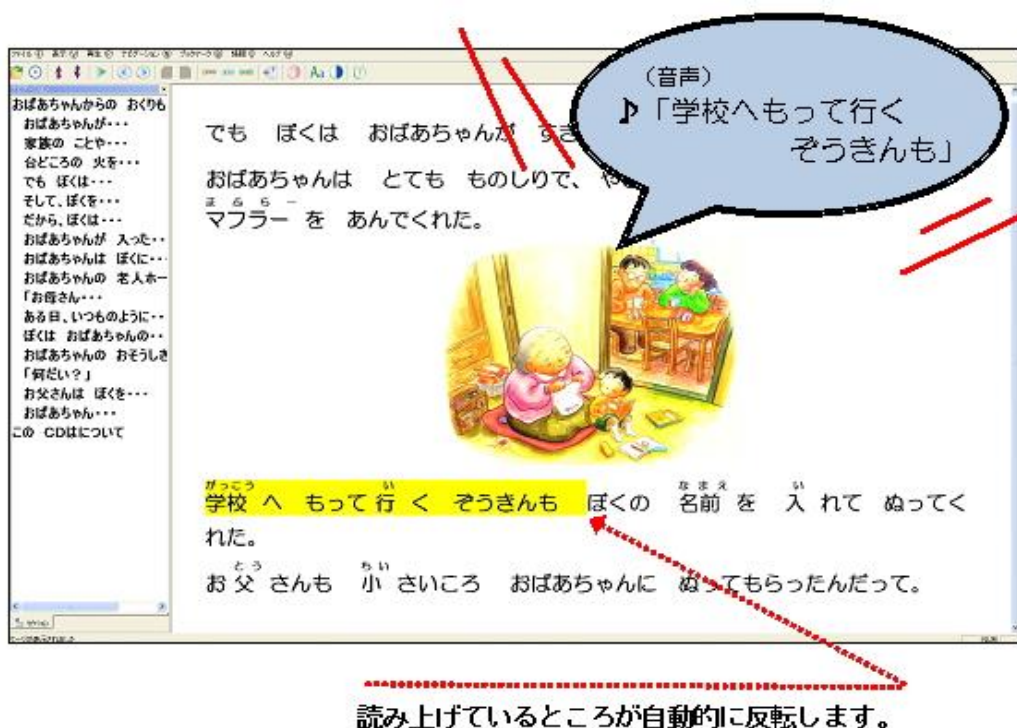 おばあちゃんからの おくりも
おばあちゃんが・・・
家族の ことや・・・
台どころの 火を・・・
でも ぼくは・・・
そして、ぼくを・・・
だから、ぼくは・・・
おばあちゃんが 入った・・
おばあちゃんは ぼくに・・
おばあちゃんの 老人ホー
「お母さん・・・
ある日、いつものように・・
ぼくは おばあちゃんの・・
おばあちゃんの おそうしき
「何だい?」
お父さんは ぼくを・・・
おばあちゃん・・・
この CDについて
(音声)
♪「学校へもって行く
ぞうきんも」
でも ぼくは おばあちゃんが すき
おばあちゃんは とても ものしりで、 や
まふらー
マフラー を あんでくれた。
がっこう い なまえ い
学校 へ もって 行 く ぞうきんも ぼくの 名前 を 入 れて ぬってく
れた。
とう ちい
お 父 さんも 小 さいころ おばあちゃんに ぬってもらったんだって。
読み上げているところが自動的に反転します。